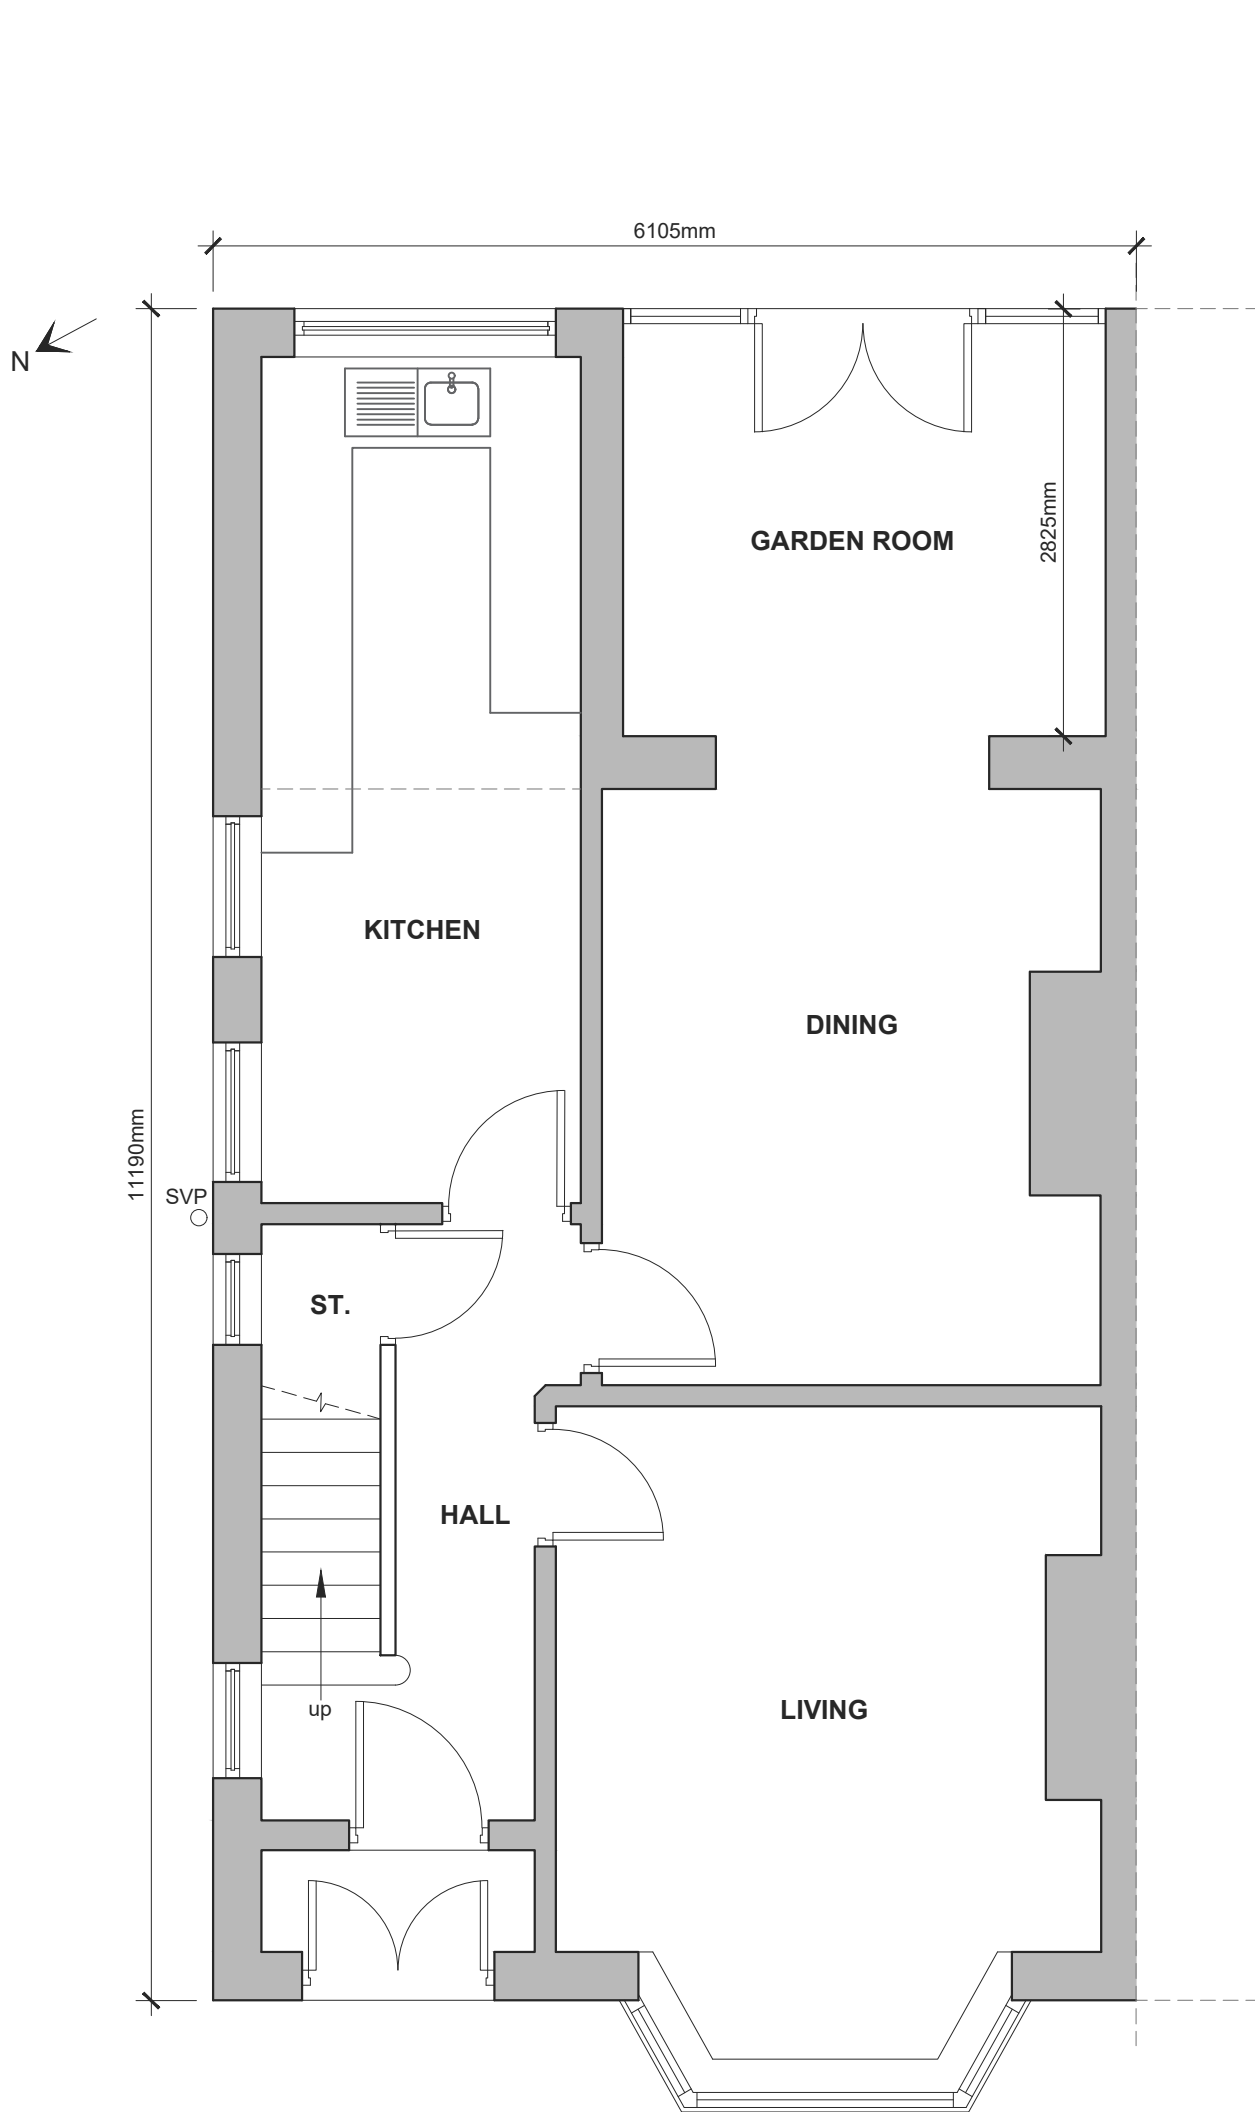 6105mm
N
GARDEN ROOM
2825mm
KITCHEN
DINING
11190mm
SVP
ST.
HALL
up
LIVING